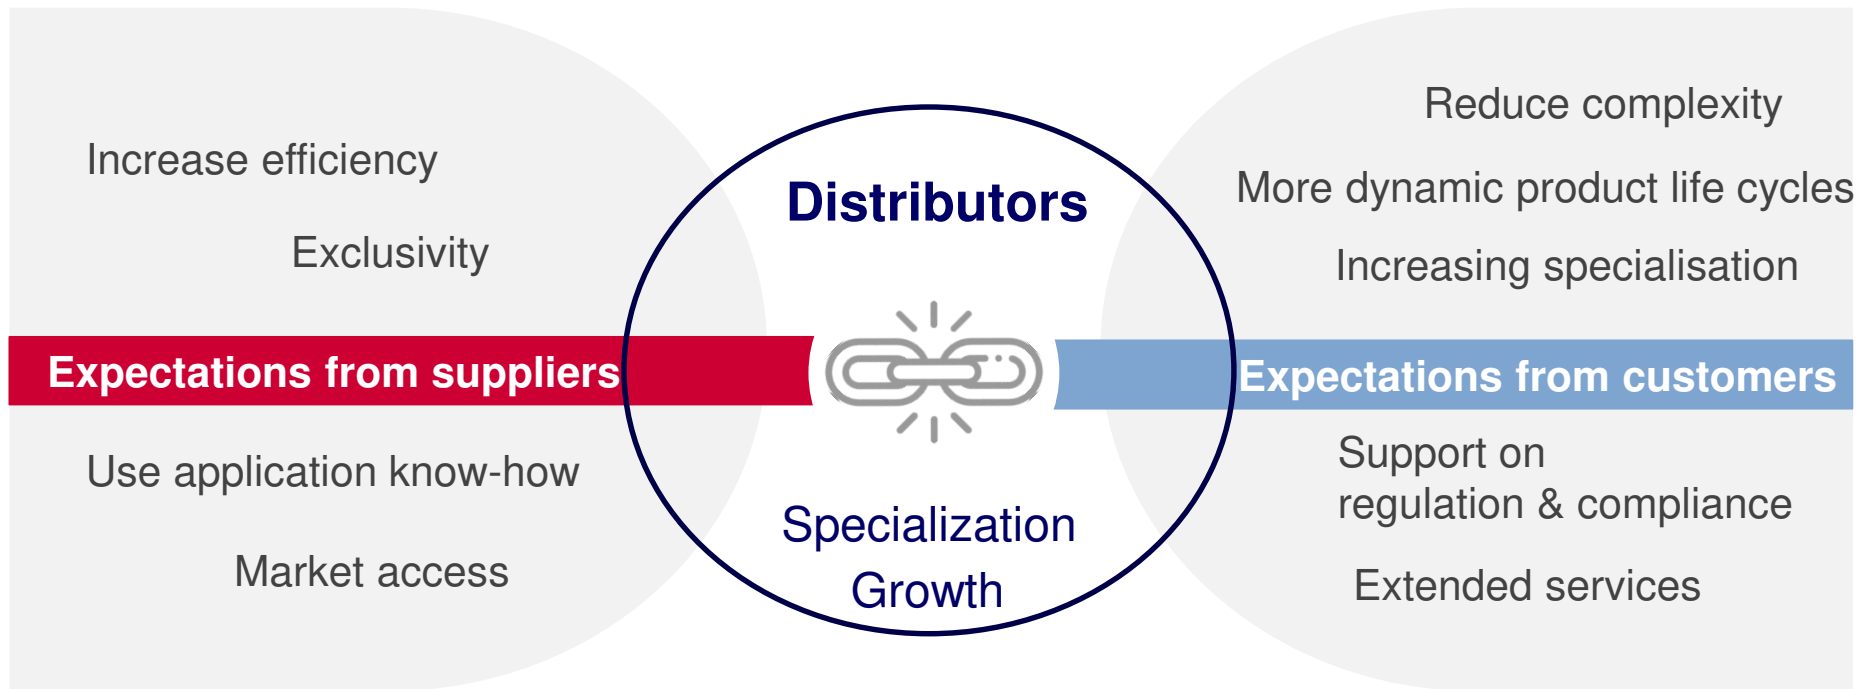 Increase efficiency
Exclusivity
Expectations from suppliers
Use application know-how
Market access
Distributors
Specialization
Growth
Reduce complexity
More dynamic product life cycles
Increasing specialisation
Expectations from customers
Support on
regulation & compliance
Extended services